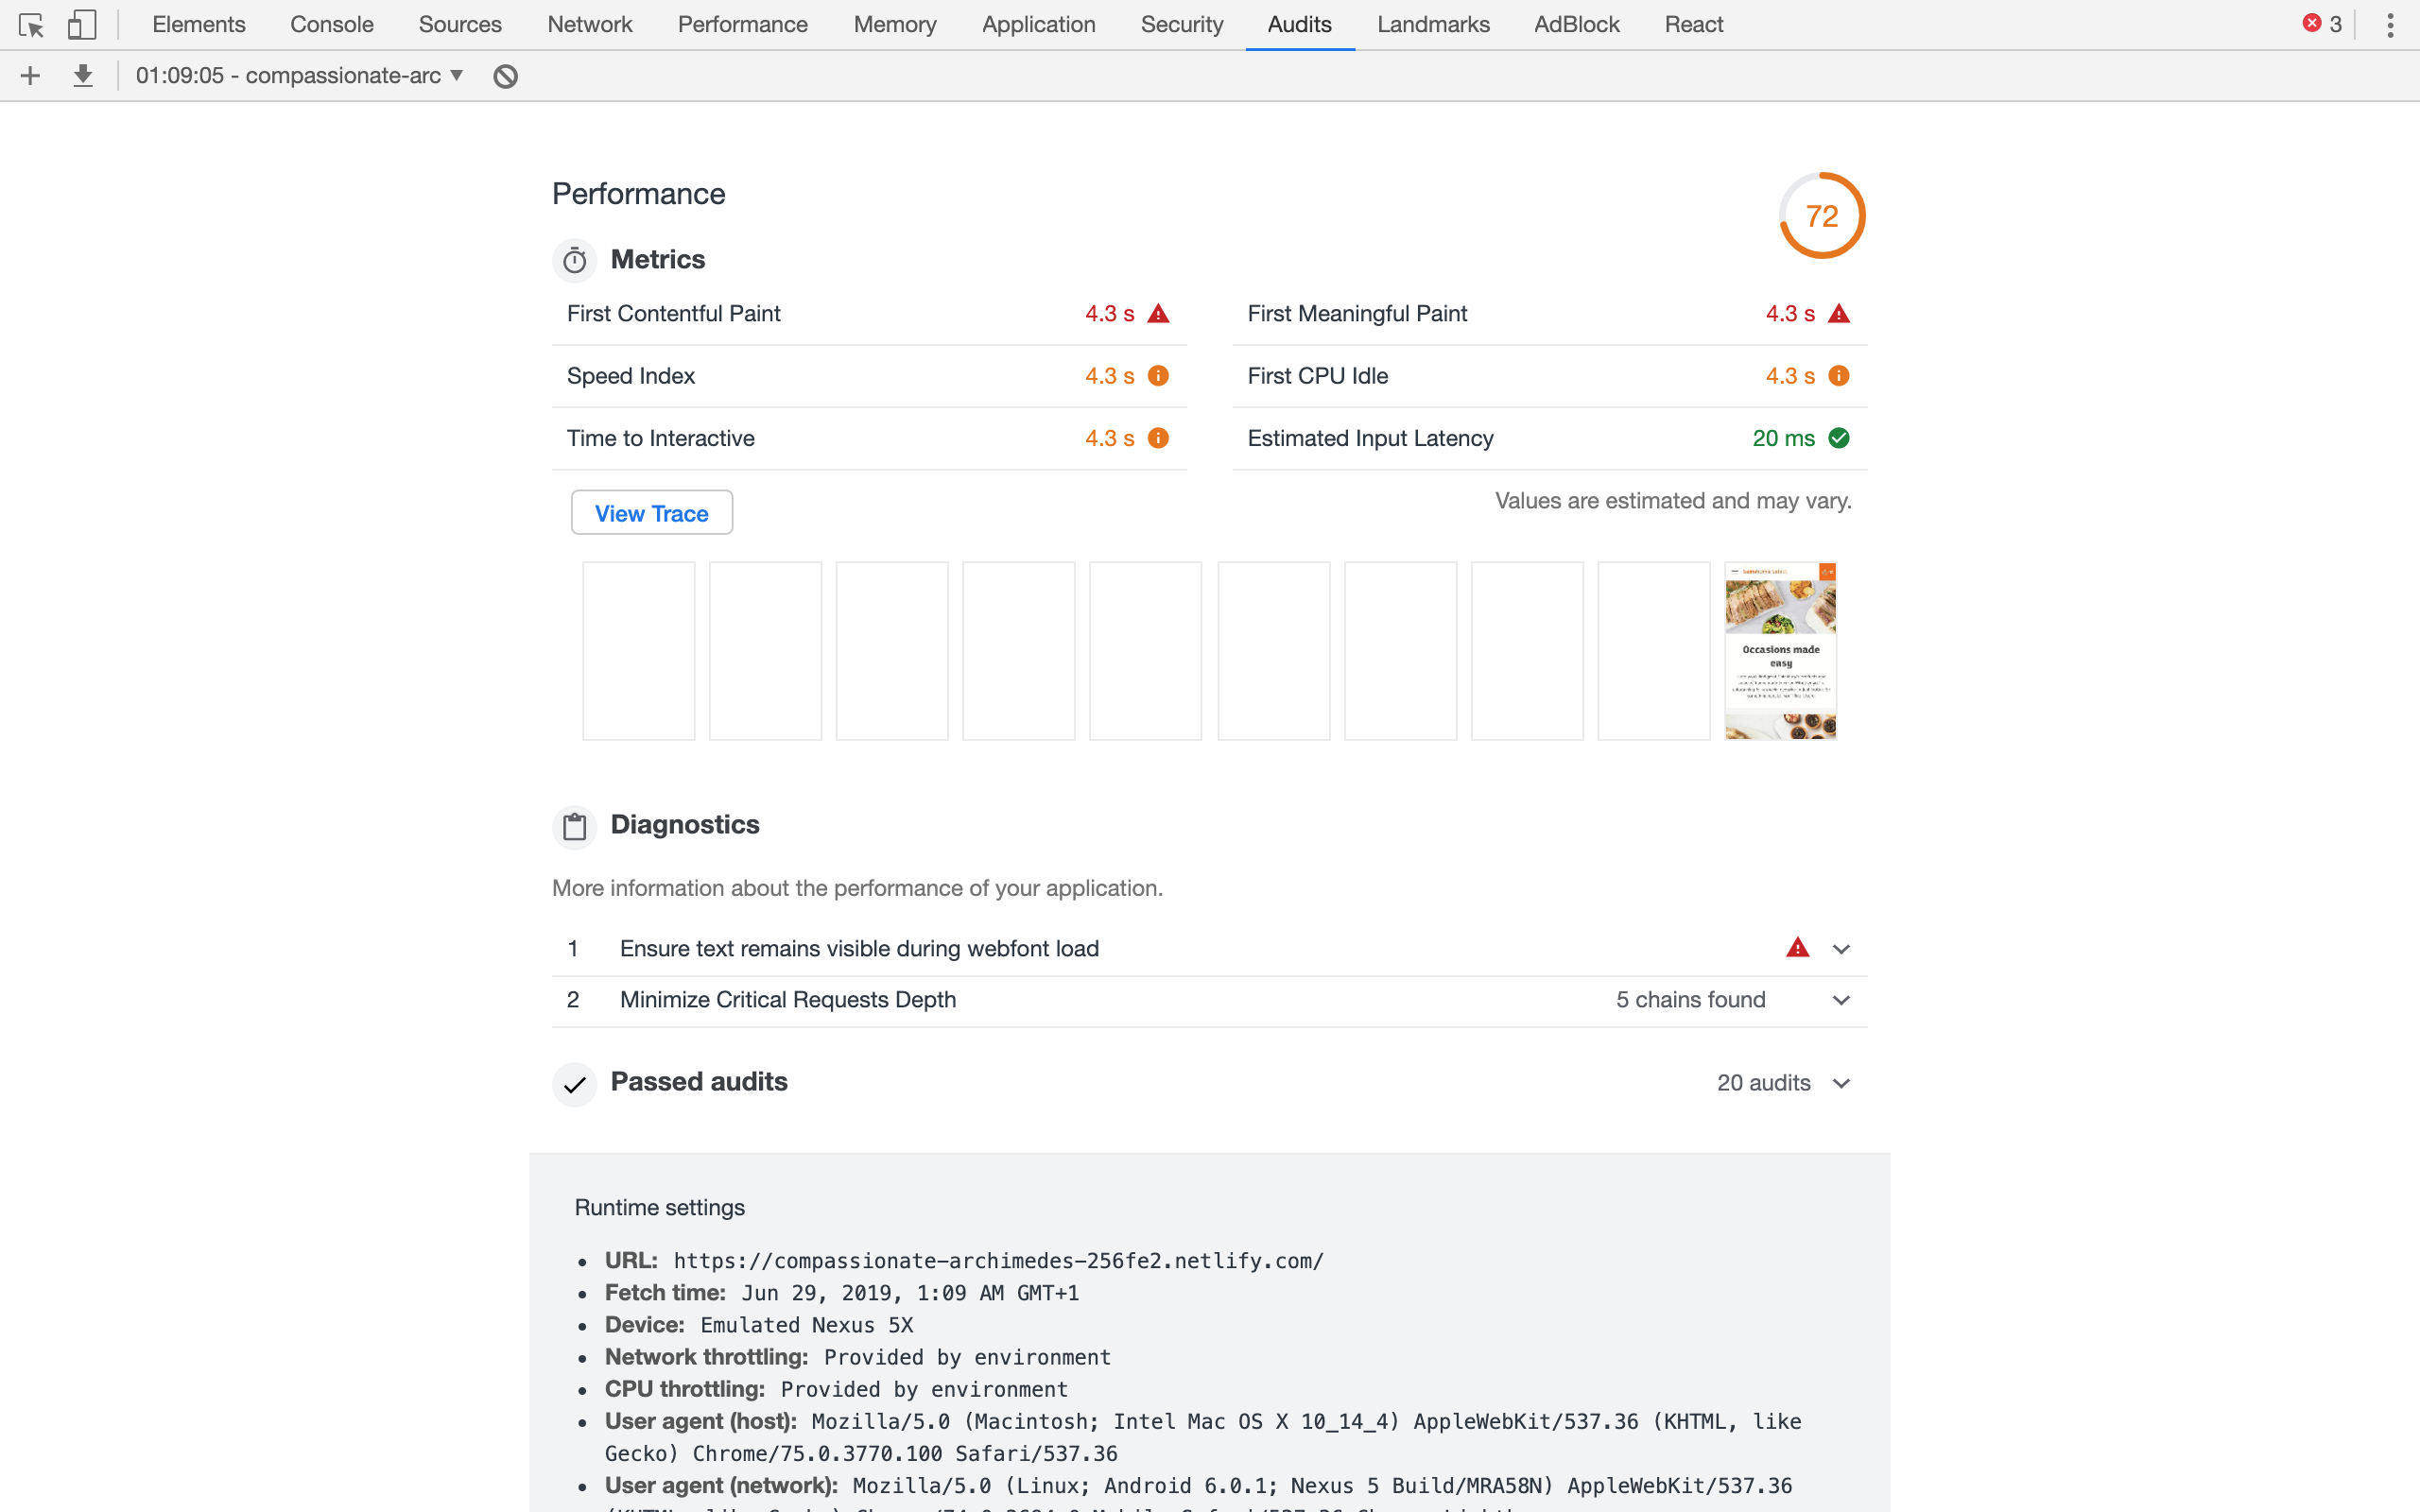 Elements Console Sources Network Performance Memory Application Security Audits Landmarks AdBlock React 3
01:09:05 - compassionate-arc
Performance
72
Metrics
First Contentful Paint 4.3 s First Meaningful Paint 4.3 s
Speed Index 4.3 s First CPU Idle 4.3 s
Time to Interactive 4.3 s Estimated Input Latency 20 ms
View Trace Values are estimated and may vary.
Occasions made
easy
Diagnostics
More information about the performance of your application.
1 Ensure text remains visible during webfont load
2 Minimize Critical Requests Depth 5 chains found
Passed audits 20 audits
Runtime settings
URL: https://compassionate-archimedes-256fe2.netlify.com/
Fetch time: Jun 29, 2019, 1:09 AM GMT+1
Device: Emulated Nexus 5X
Network throttling: Provided by environment
CPU throttling: Provided by environment
User agent (host): Mozilla/5.0 (Macintosh; Intel Mac OS X 10_14_4) AppleWebKit/537.36 (KHTML, like
Gecko) Chrome/75.0.3770.100 Safari/537.36
User agent (network): Mozilla/5.0 (Linux; Android 6.0.1; Nexus 5 Build/MRA58N) AppleWebKit/537.36